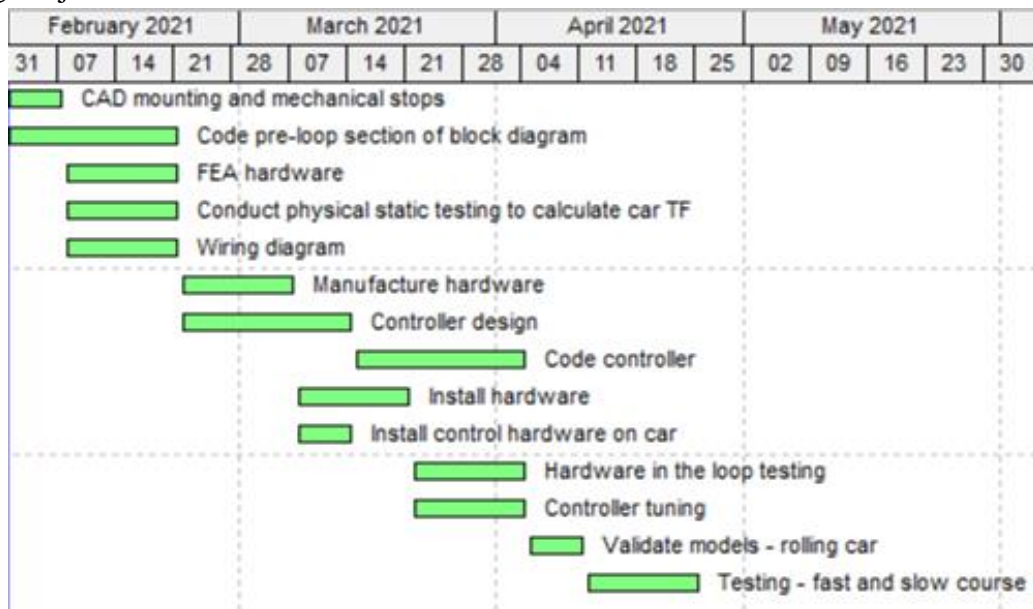 February 2021 March 2021 April 2021 May 2021
31 07 14 21 28 07 14 21 28 04 11 18 25 02 09 16 23 30
CAD mounting and mechanical stops
Code pre-loop section of block diagram
FEA hardware
Conduct physical static testing to calculate car TF
Wiring diagram
Manufacture hardware
Controller design
Code controller
Install hardware
Install control hardware on car
Hardware in the loop testing
Controller tuning
Validate models - rolling car
Testing - fast and slow course